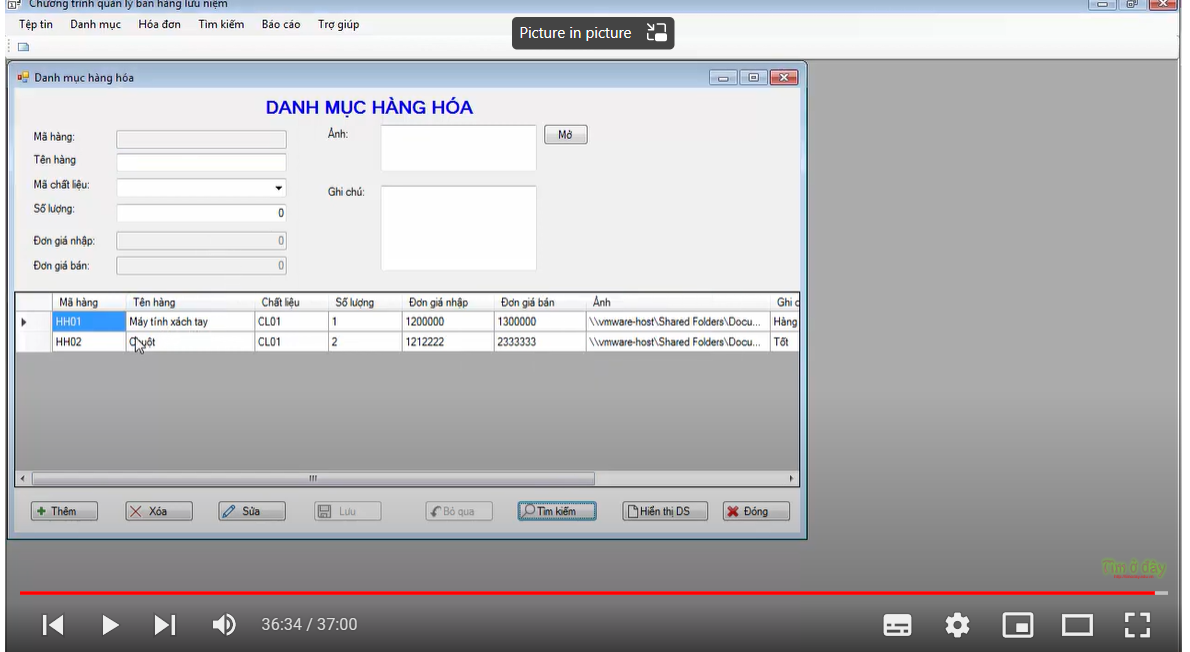 Chương trình quản lý bán hàng lưu niệm
Tệp tin Danh mục Hóa đơn Tìm kiếm Báo cáo Trợ giúp
Picture in picture
Danh mục hàng hóa
DANH MỤC HÀNG HÓA
Mã hàng:
Ảnh:
Mở
Tên hàng
Mã chất liệu:
Ghi chú:
Số lượng: 0
Đơn giá nhập: 0
Đơn giá bán: 0
Mã hàng Tên hàng Chất liệu Số lượng Đơn giá nhập Đơn giá bán Ảnh Ghi c
HH01 Máy tính xách tay CL01 1 1200000 1300000 \\vmware-host\Shared Folders\Docu... Hàng
HH02 Chuột CL01 2 1212222 2333333 \\vmware-host\Shared Folders\Docu... Tốt
Thêm Xóa Sửa Lưu Bỏ qua Tìm kiếm Hiển thị DS Đóng
Tìm ở đây
36:34 / 37:00